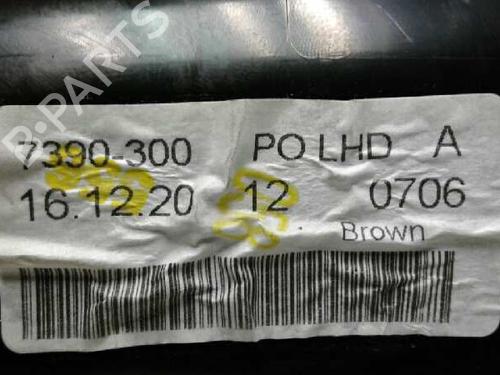 B-PARTS
7390-300 PO LHD A
16.12.20 12 0706
Brown